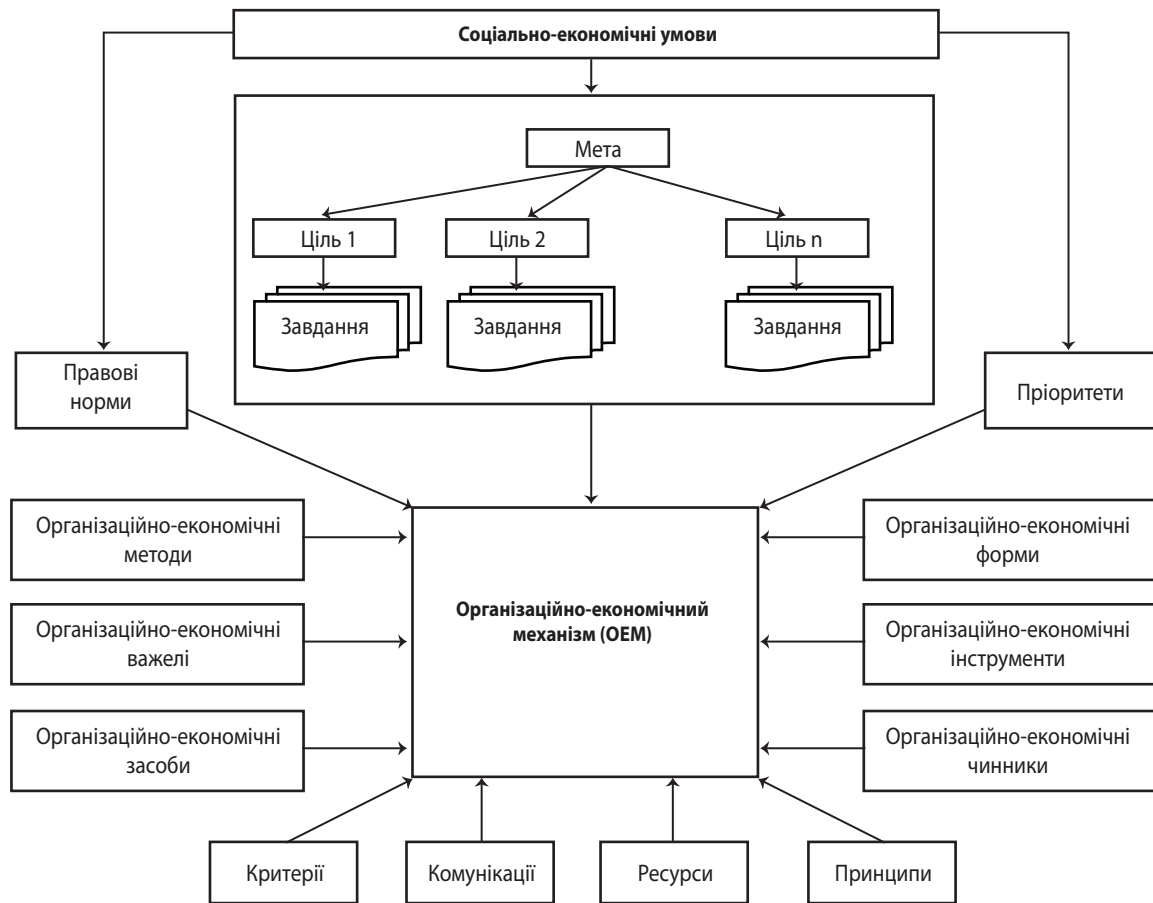 Соціально-економічні умови
Мета
Ціль 1
Ціль 2
Ціль n
Завдання
Завдання
Завдання
Правові
норми
Пріоритети
Організаційно-економічні
методи
Організаційно-економічні
форми
Організаційно-економічний
механізм (ОЕМ)
Організаційно-економічні
важелі
Організаційно-економічні
інструменти
Організаційно-економічні
засоби
Організаційно-економічні
чинники
Критерії
Комунікації
Ресурси
Принципи